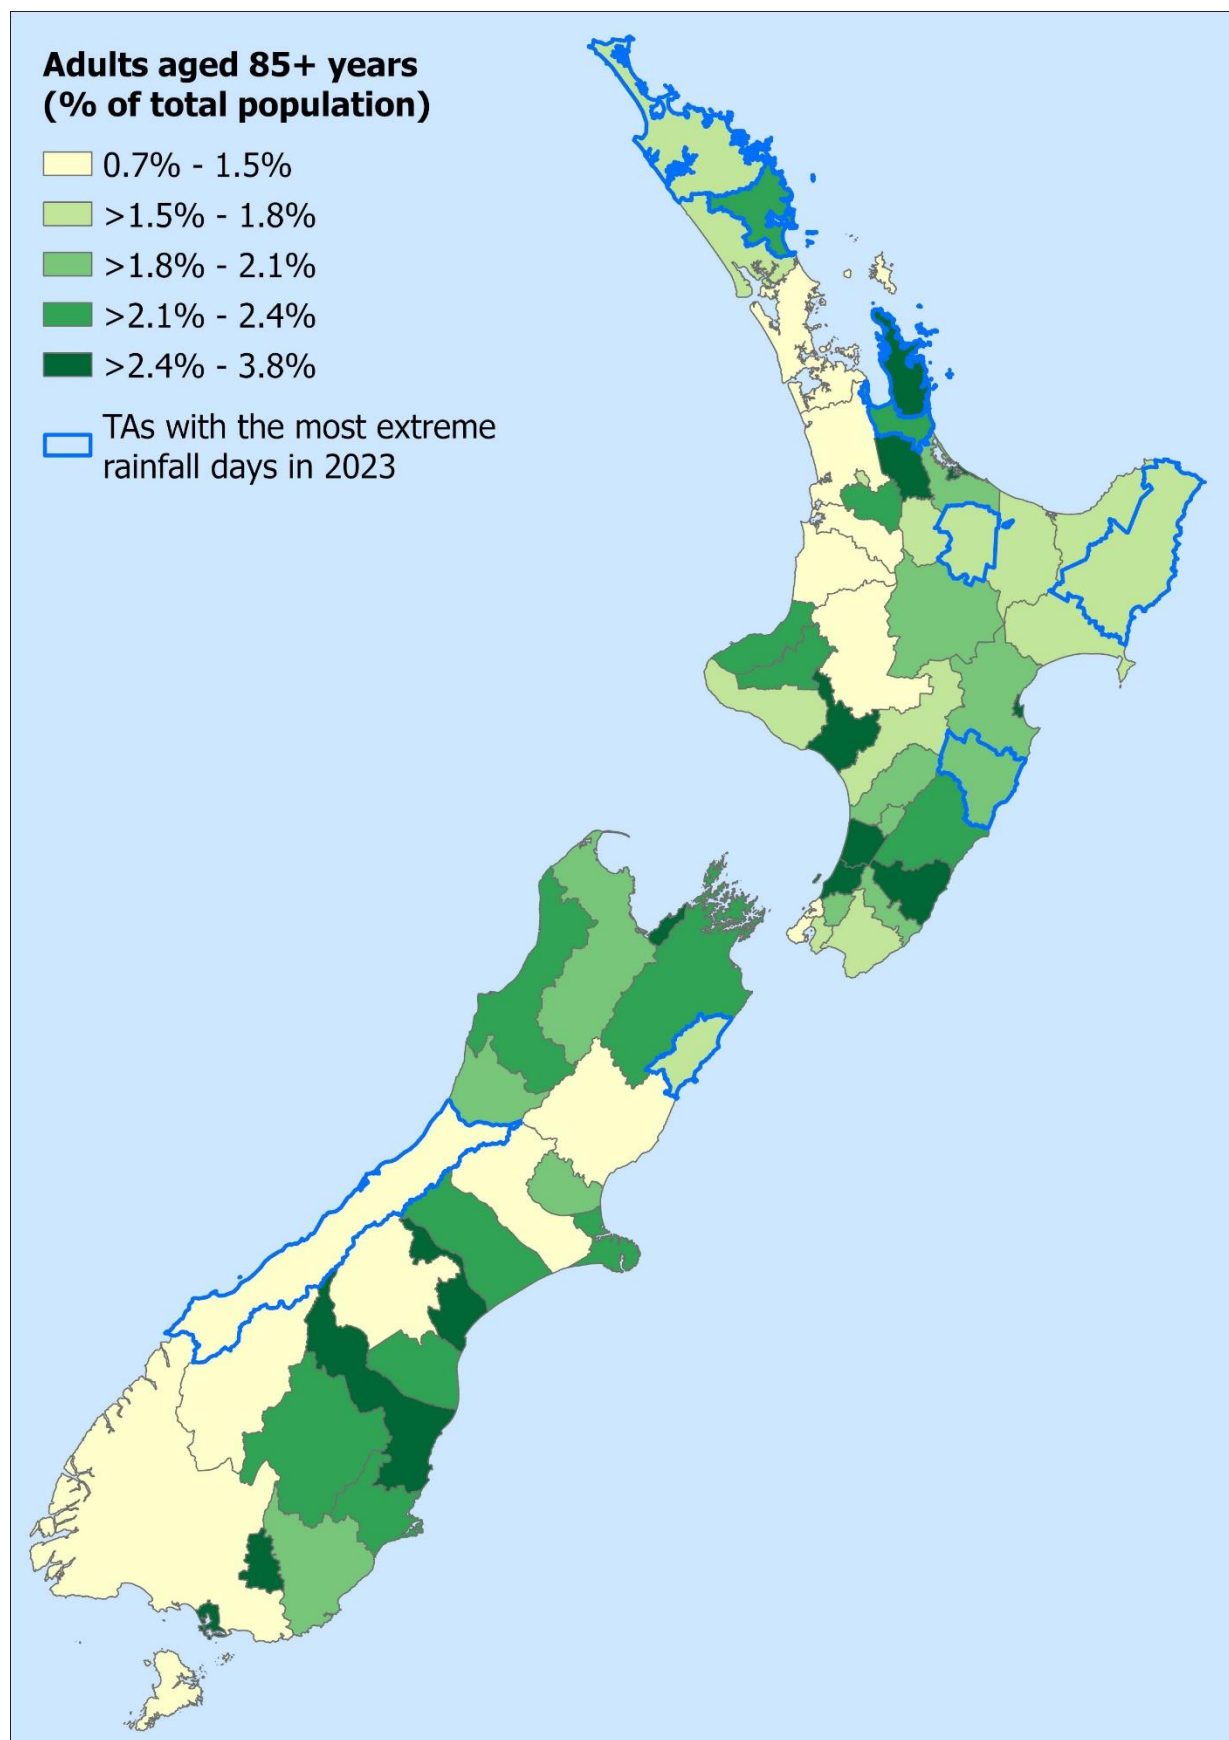 Adults aged 85+ years
(% of total population)
0.7% - 1.5%
>1.5% - 1.8%
>1.8% - 2.1%
>2.1% - 2.4%
>2.4% - 3.8%
TAs with the most extreme
rainfall days in 2023